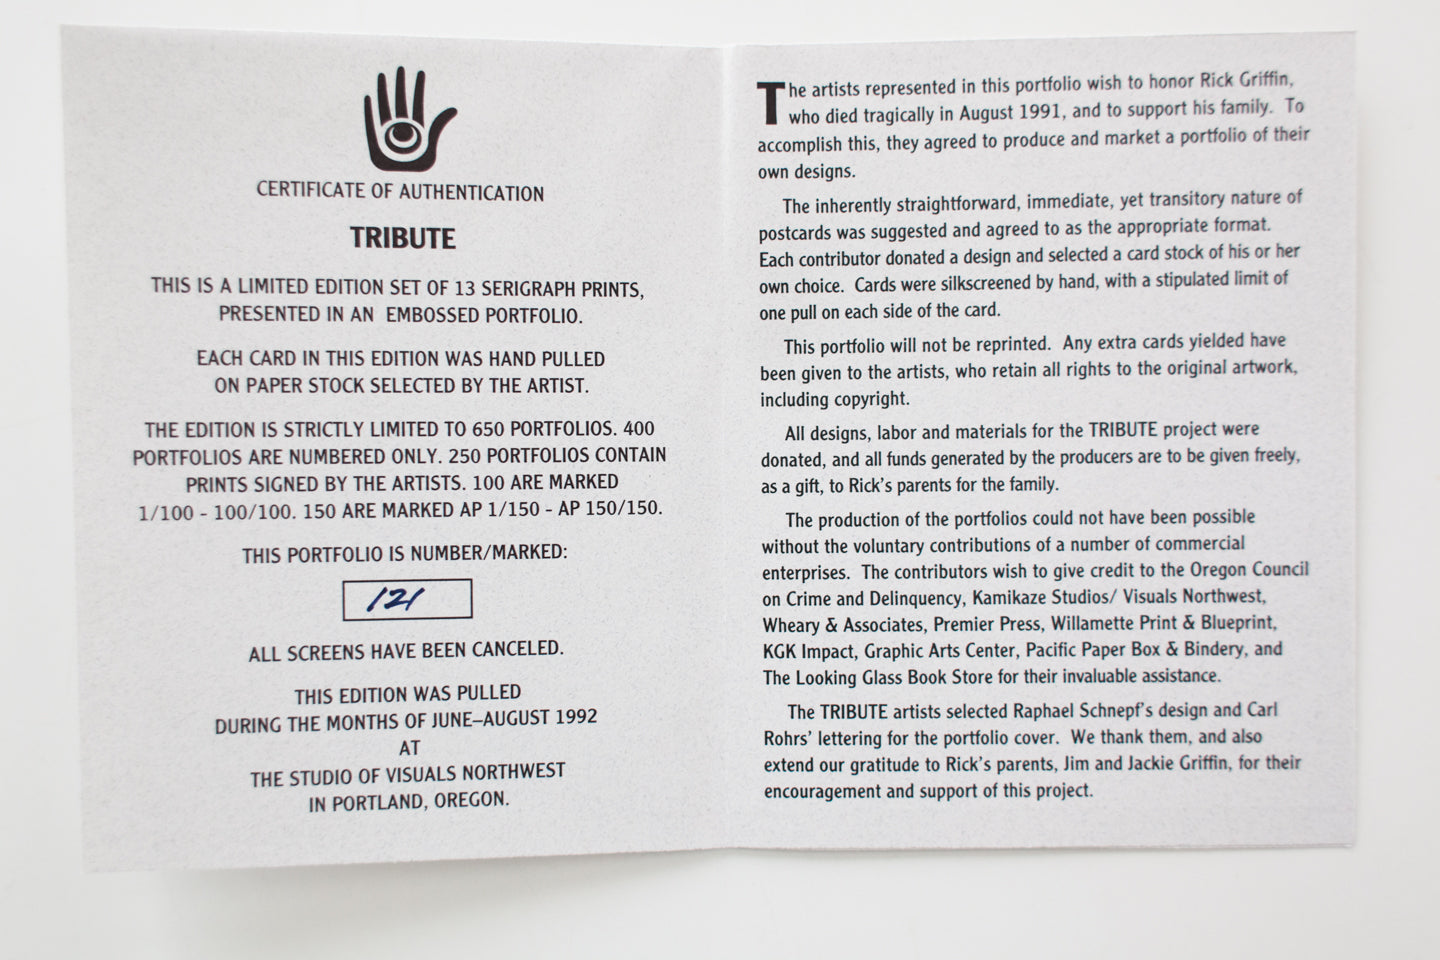 CERTIFICATE OF AUTHENTICATION
TRIBUTE
THIS IS A LIMITED EDITION SET OF 13 SERIGRAPH PRINTS,
PRESENTED IN AN EMBOSSED PORTFOLIO.
EACH CARD IN THIS EDITION WAS HAND PULLED
ON PAPER STOCK SELECTED BY THE ARTIST.
THE EDITION IS STRICTLY LIMITED TO 650 PORTFOLIOS. 400
PORTFOLIOS ARE NUMBERED ONLY. 250 PORTFOLIOS CONTAIN
PRINTS SIGNED BY THE ARTISTS. 100 ARE MARKED
1/100 - 100/100. 150 ARE MARKED AP 1/150 - AP 150/150.
THIS PORTFOLIO IS NUMBER/MARKED:
121
ALL SCREENS HAVE BEEN CANCELED.
THIS EDITION WAS PULLED
DURING THE MONTHS OF JUNE–AUGUST 1992
AT
THE STUDIO OF VISUALS NORTHWEST
IN PORTLAND, OREGON.
The artists represented in this portfolio wish to honor Rick Griffin,
who died tragically in August 1991, and to support his family. To
accomplish this, they agreed to produce and market a portfolio of their
own designs.
The inherently straightforward, immediate, yet transitory nature of
postcards was suggested and agreed to as the appropriate format.
Each contributor donated a design and selected a card stock of his or her
own choice. Cards were silkscreened by hand, with a stipulated limit of
one pull on each side of the card.
This portfolio will not be reprinted. Any extra cards yielded have
been given to the artists, who retain all rights to the original artwork,
including copyright.
All designs, labor and materials for the TRIBUTE project were
donated, and all funds generated by the producers are to be given freely,
as a gift, to Rick's parents for the family.
The production of the portfolios could not have been possible
without the voluntary contributions of a number of commercial
enterprises. The contributors wish to give credit to the Oregon Council
on Crime and Delinquency, Kamikaze Studios/ Visuals Northwest,
Wheary & Associates, Premier Press, Willamette Print & Blueprint,
KGK Impact, Graphic Arts Center, Pacific Paper Box & Bindery, and
The Looking Glass Book Store for their invaluable assistance.
The TRIBUTE artists selected Raphael Schnepf's design and Carl
Rohrs' lettering for the portfolio cover. We thank them, and also
extend our gratitude to Rick's parents, Jim and Jackie Griffin, for their
encouragement and support of this project.